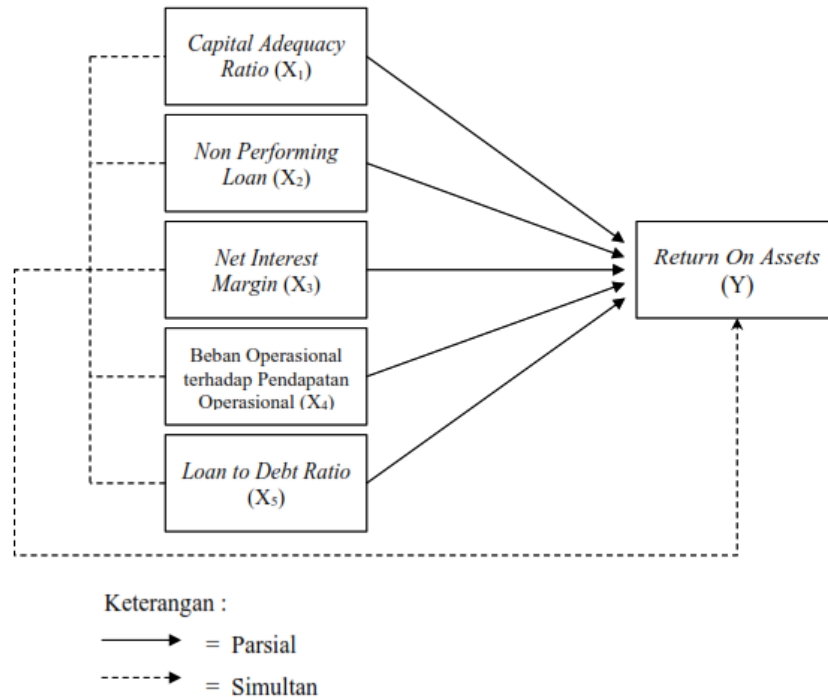 Capital Adequacy
Ratio (X₁)
Non Performing
Loan (X₂)
Net Interest
Margin (X₃)
Beban Operasional
terhadap Pendapatan
Operasional (X₄)
Loan to Debt Ratio
(X₅)
Return On Assets
(Y)
Keterangan :
= Parsial
= Simultan